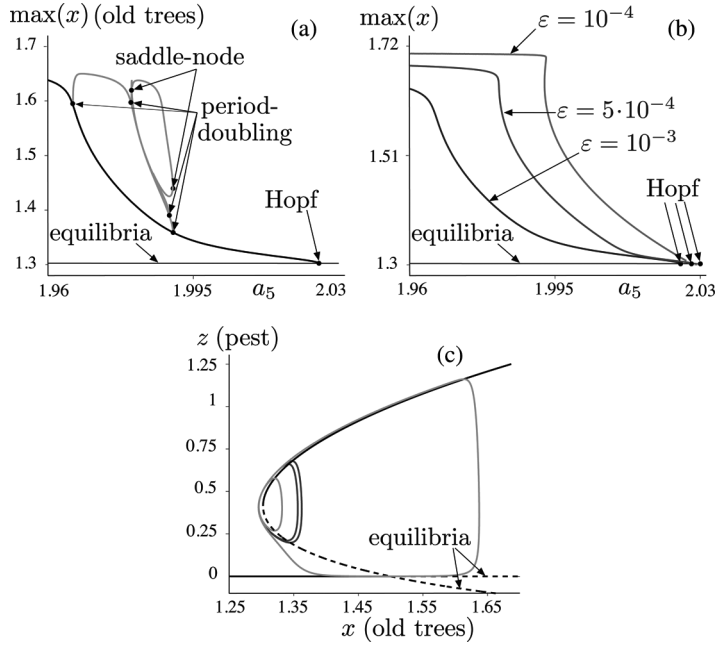 max(x) (old trees)
(a)
1.7
saddle-node
1.6
period-
doubling
1.5
1.4
Hopf
equilibria
1.3
1.96
1.995
a₅
2.03
max(x)
ε = 10⁻⁴
(b)
1.72
ε = 5·10⁻⁴
ε = 10⁻³
1.51
Hopf
equilibria
1.3
1.96
1.995
a₅
2.03
z (pest)
(c)
1.25
1
0.75
0.5
0.25
equilibria
0
1.25
1.35
1.45
1.55
1.65
x (old trees)